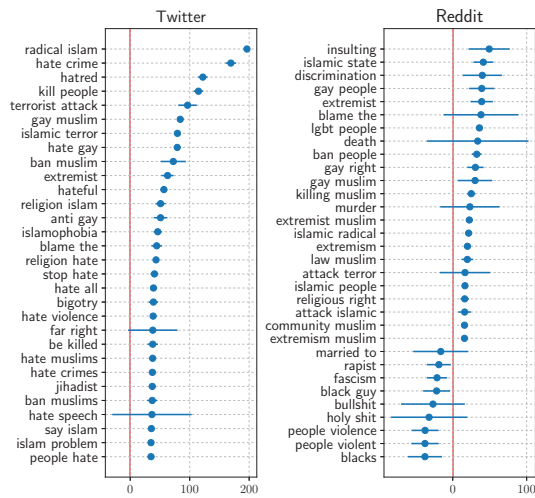 Twitter
radical islam
hate crime
hatred
kill people
terrorist attack
gay muslim
islamic terror
hate gay
ban muslim
extremist
hateful
religion islam
anti gay
islamophobia
blame the
religion hate
stop hate
hate all
bigotry
hate violence
far right
be killed
hate muslims
hate crimes
jihadist
ban muslims
hate speech
say islam
islam problem
people hate
0 100 200
Reddit
insulting
islamic state
discrimination
gay people
extremist
blame the
lgbt people
death
ban people
gay right
gay muslim
killing muslim
murder
extremist muslim
islamic radical
extremism
law muslim
attack terror
islamic people
religious right
attack islamic
community muslim
extremism muslim
married to
rapist
fascism
black guy
bullshit
holy shit
people violence
people violent
blacks
0 100